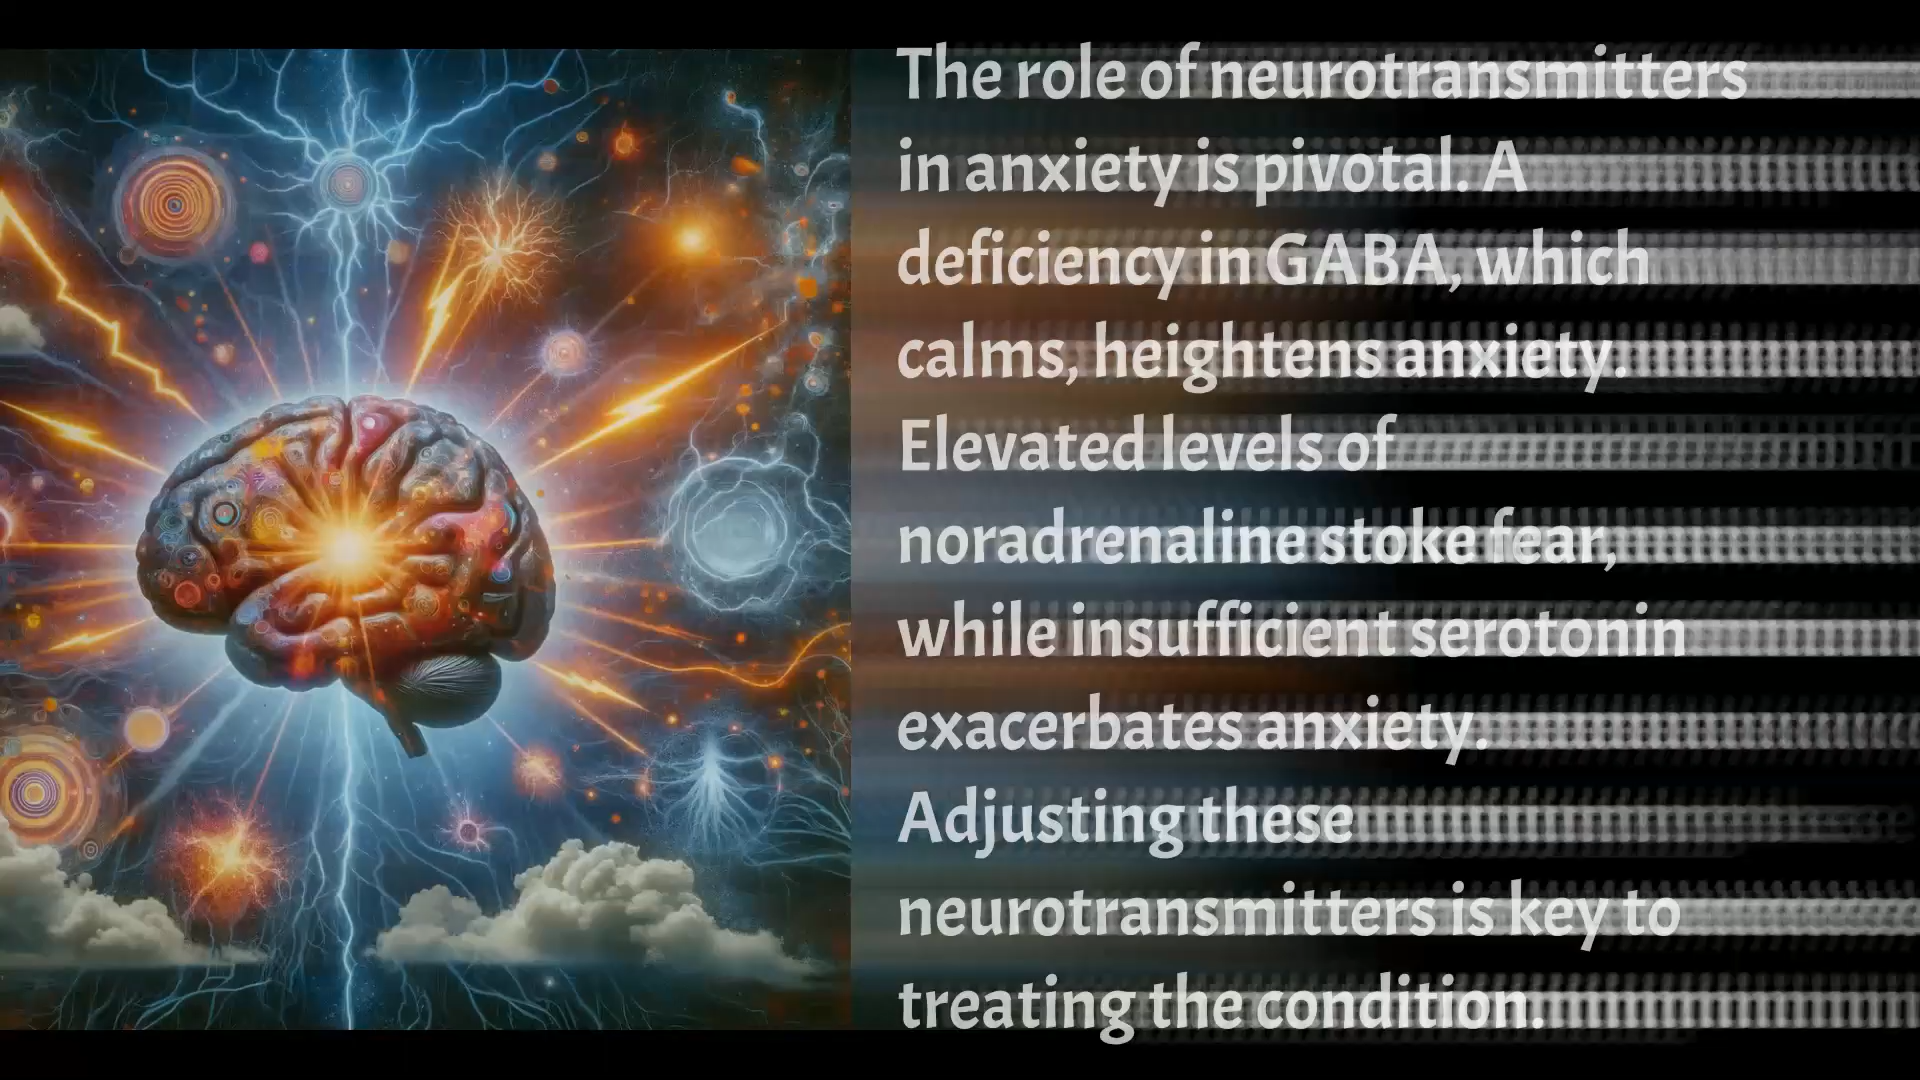 The role of neurotransmitters
in anxiety is pivotal. A
deficiency in GABA, which
calms, heightens anxiety.
Elevated levels of
noradrenaline stoke fear,
while insufficient serotonin
exacerbates anxiety.
Adjusting these
neurotransmitters is key to
treating the condition.